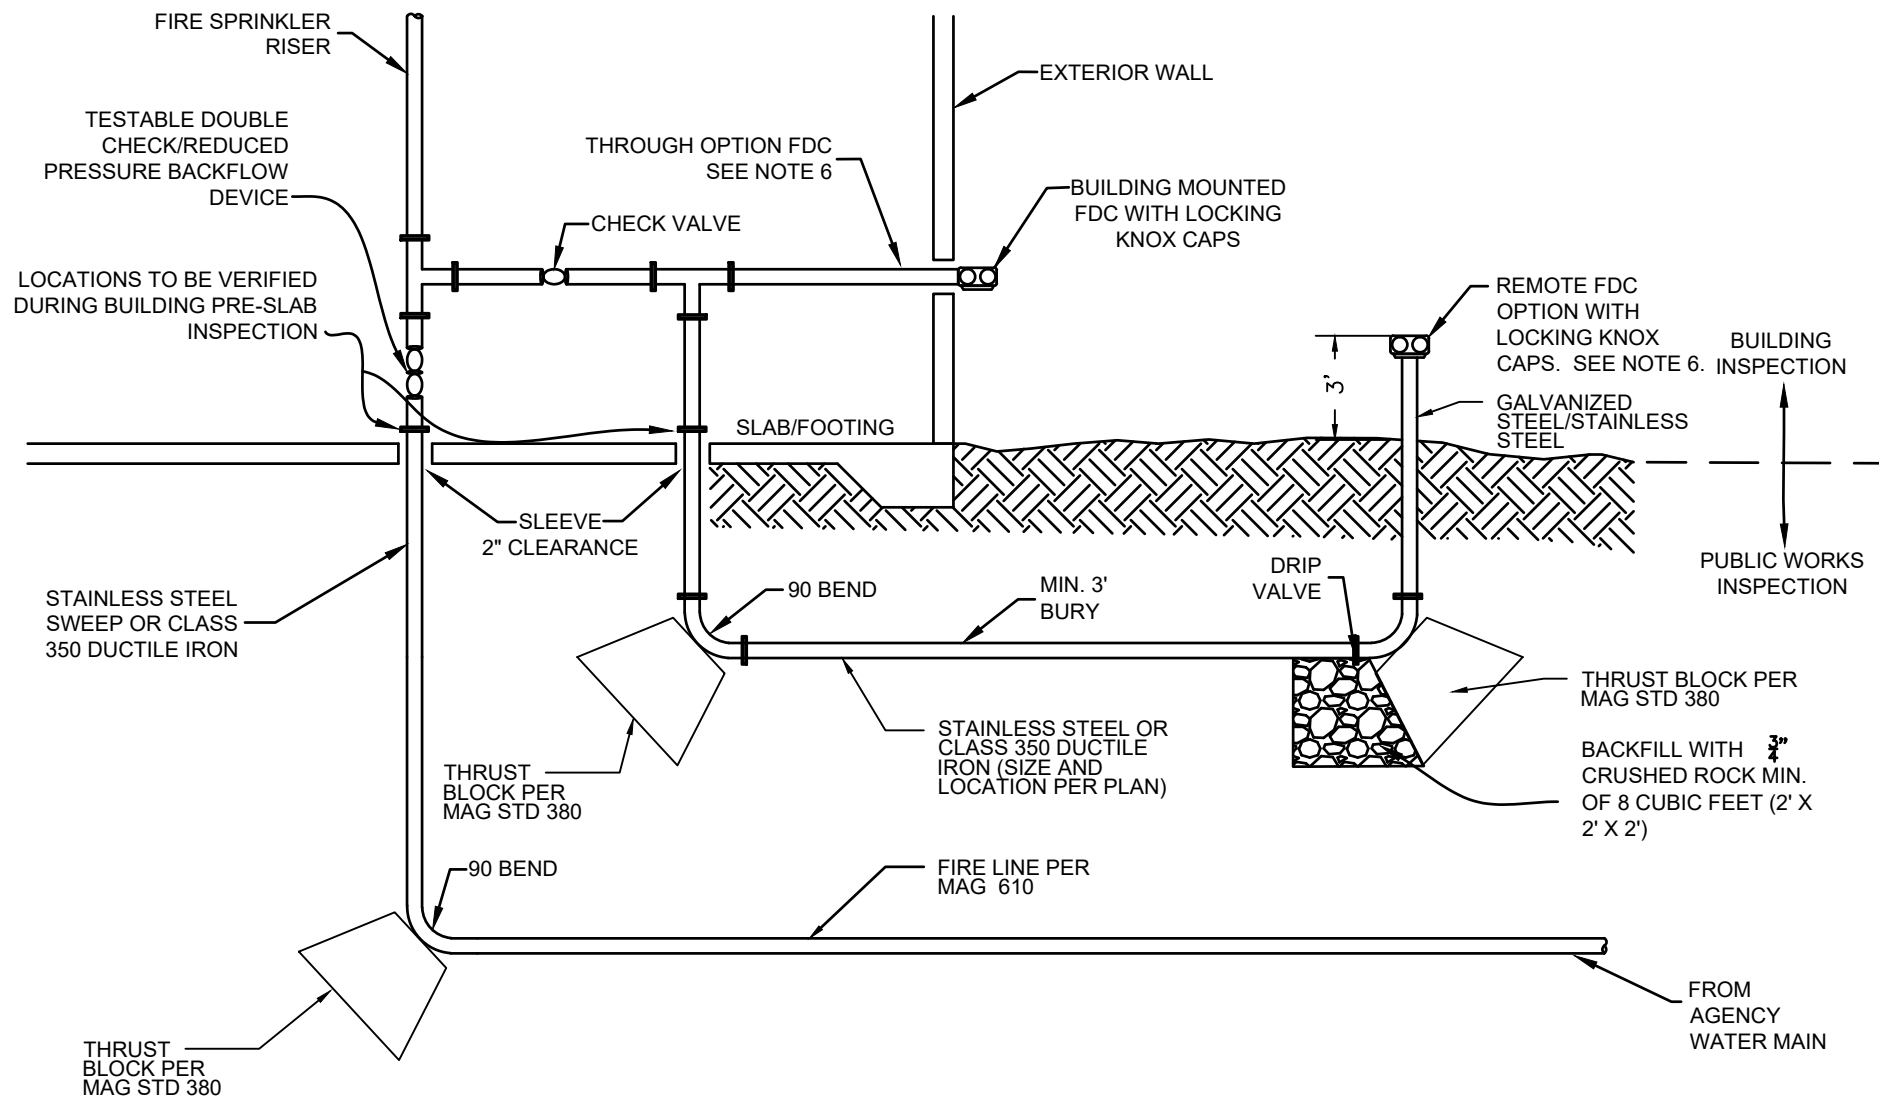 FIRE SPRINKLER
RISER
EXTERIOR WALL
TESTABLE DOUBLE
CHECK/REDUCED
PRESSURE BACKFLOW
DEVICE
THROUGH OPTION FDC
SEE NOTE 6
BUILDING MOUNTED
FDC WITH LOCKING
KNOX CAPS
CHECK VALVE
LOCATIONS TO BE VERIFIED
DURING BUILDING PRE-SLAB
INSPECTION
REMOTE FDC
OPTION WITH
LOCKING KNOX
CAPS.  SEE NOTE 6.
BUILDING
INSPECTION
3'
GALVANIZED
STEEL/STAINLESS
STEEL
SLAB/FOOTING
SLEEVE
2" CLEARANCE
PUBLIC WORKS
INSPECTION
DRIP
VALVE
STAINLESS STEEL
SWEEP OR CLASS
350 DUCTILE IRON
90 BEND
MIN. 3'
BURY
THRUST BLOCK PER
MAG STD 380
STAINLESS STEEL OR
CLASS 350 DUCTILE
IRON (SIZE AND
LOCATION PER PLAN)
THRUST
BLOCK PER
MAG STD 380
BACKFILL WITH 3/4"
CRUSHED ROCK MIN.
OF 8 CUBIC FEET (2' X
2' X 2')
90 BEND
FIRE LINE PER
MAG  610
FROM
AGENCY
WATER MAIN
THRUST
BLOCK PER
MAG STD 380